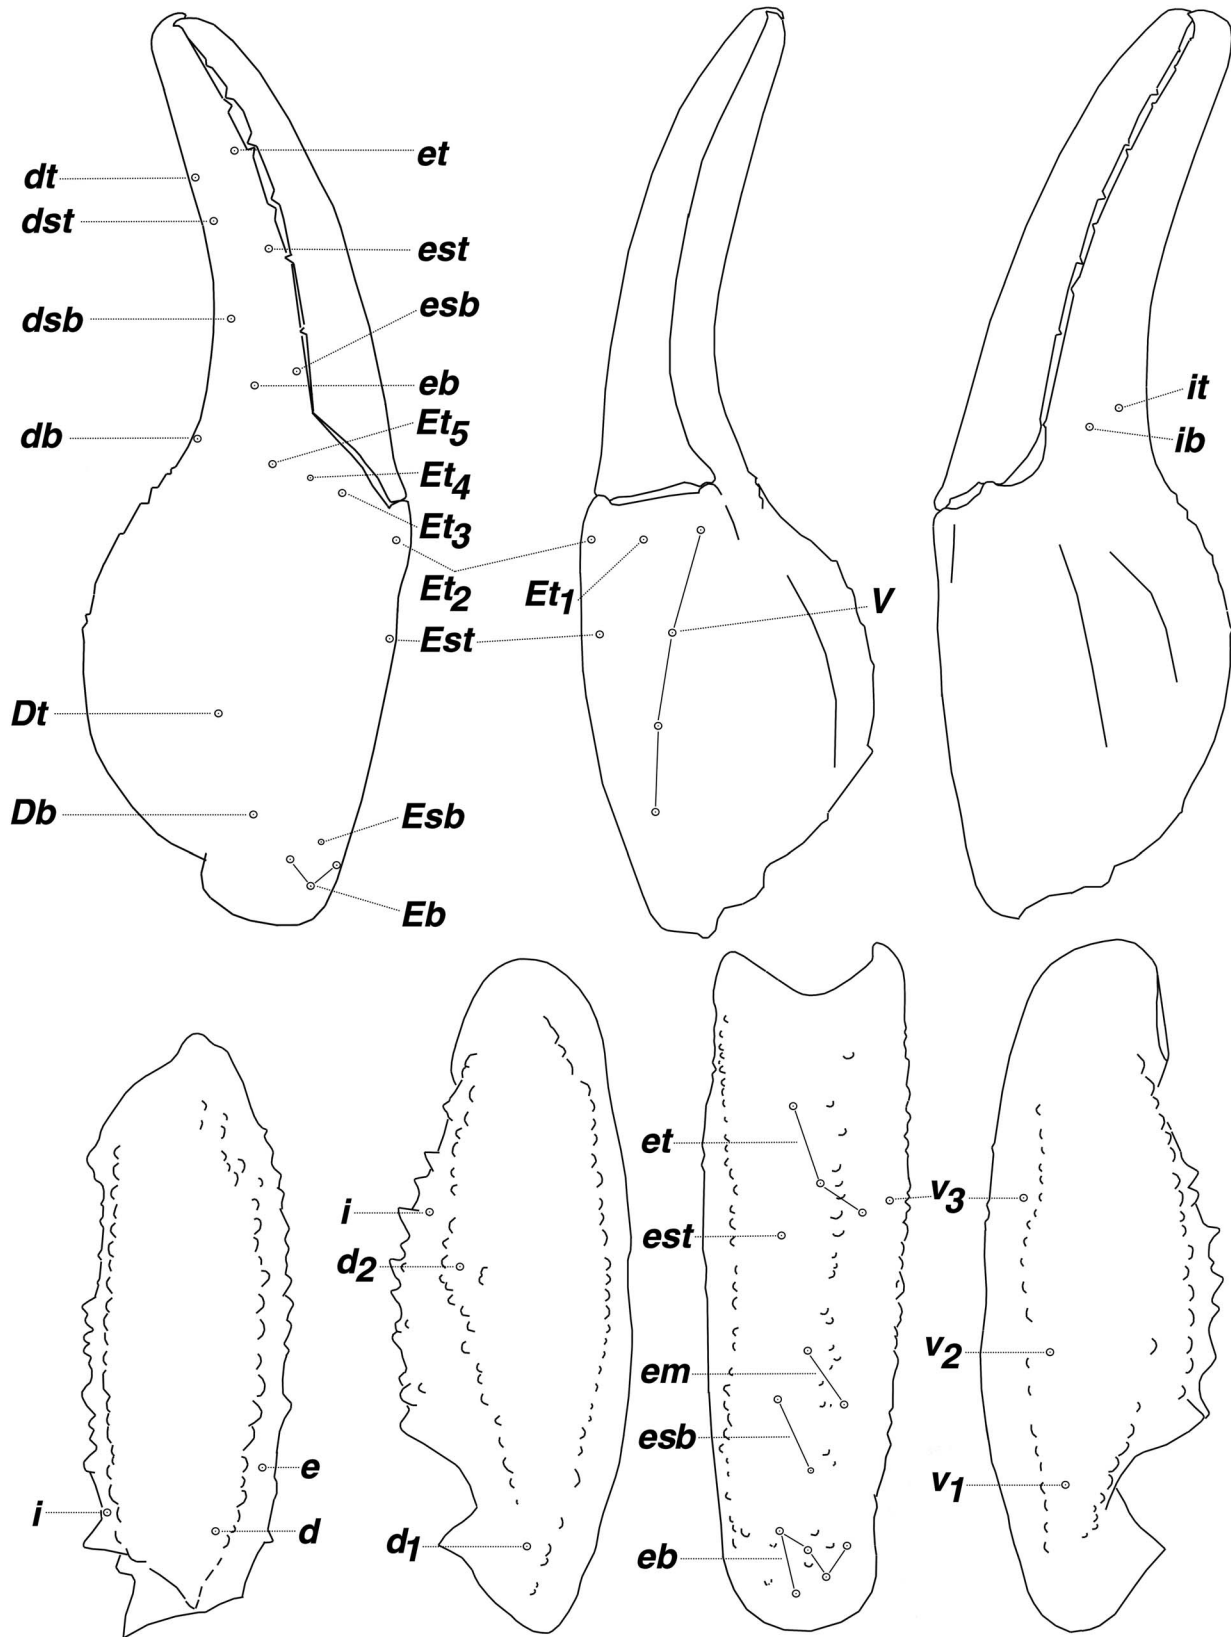 dt
dst
dsb
db
Dt
Db
et
est
esb
eb
Et5
Et4
Et3
Et2
Est
Esb
Eb
Et1
V
it
ib
i
e
d
i
d2
d1
et
est
em
esb
eb
v3
v2
v1